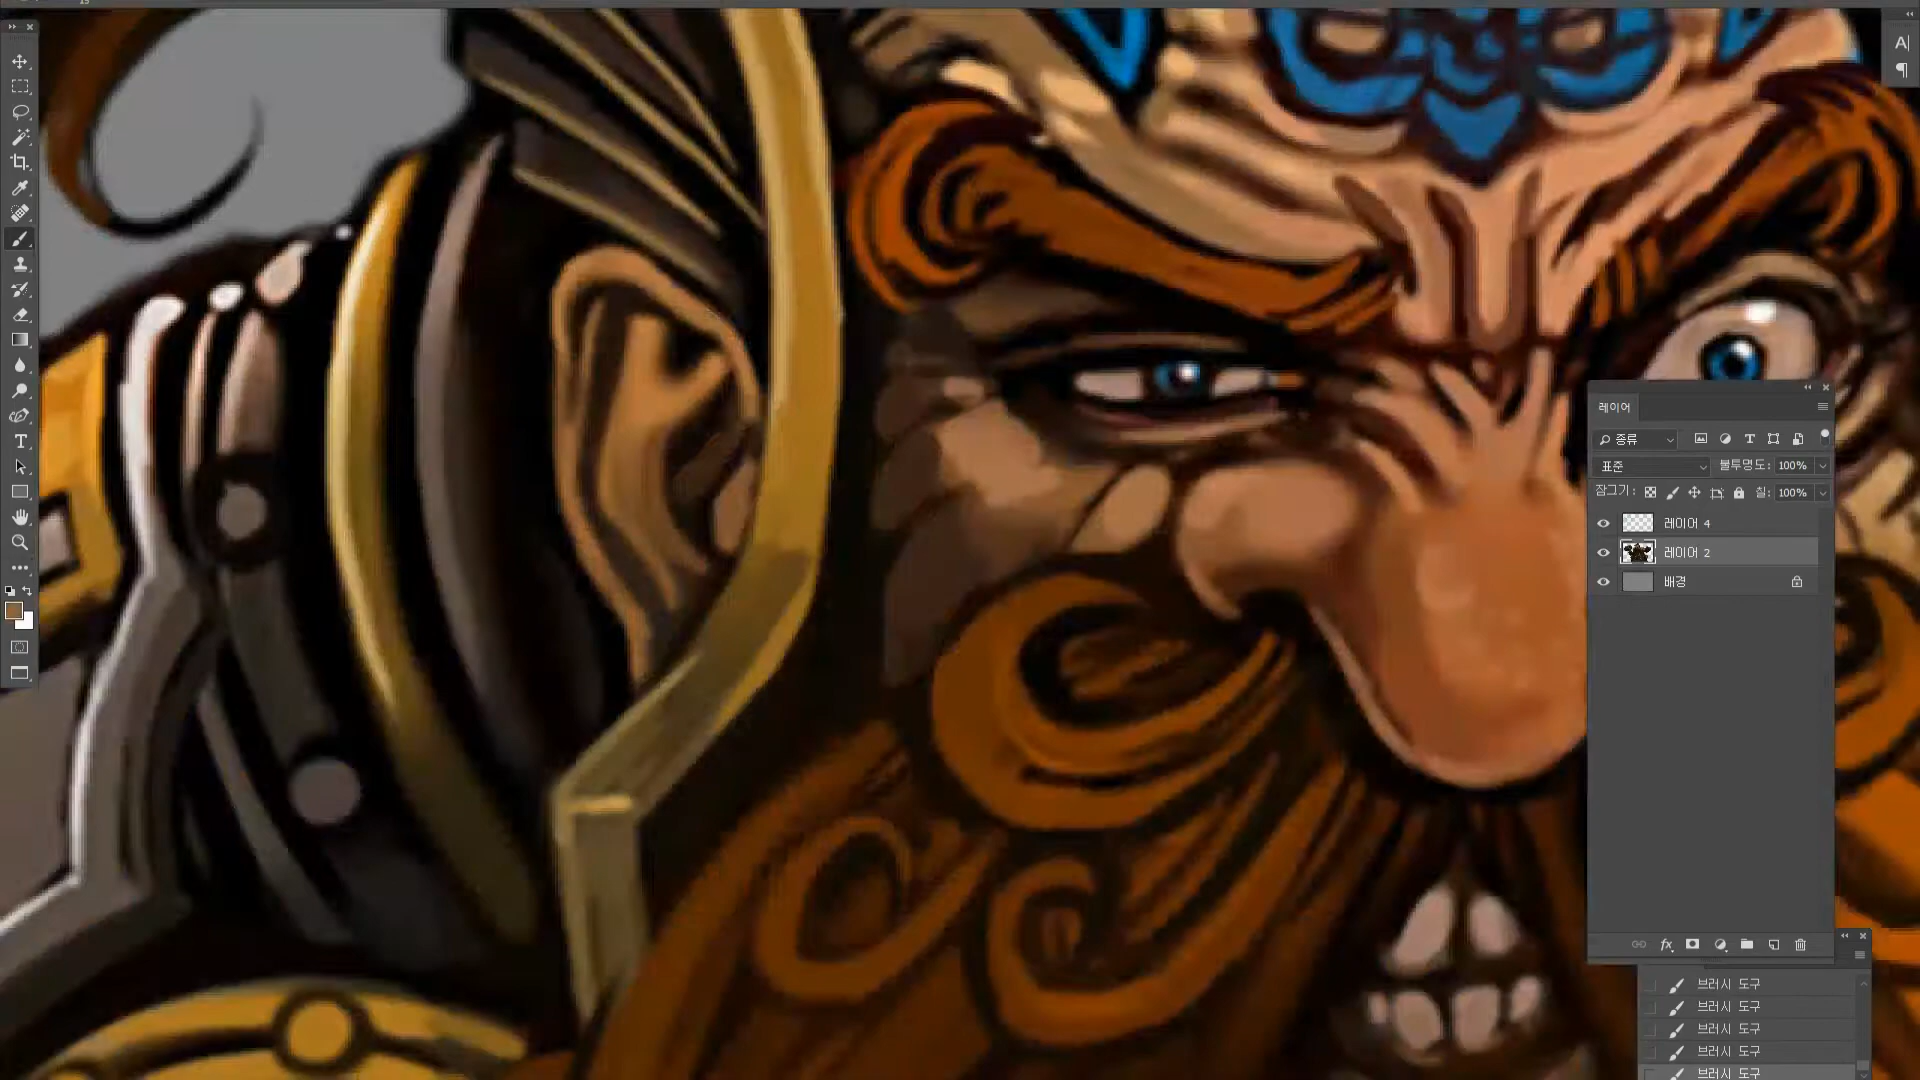 레이어
종류
표준 불투명도: 100%
잠그기: 칠: 100%
레이어 4
레이어 2
배경
브러시 도구
브러시 도구
브러시 도구
브러시 도구
브러시 도구